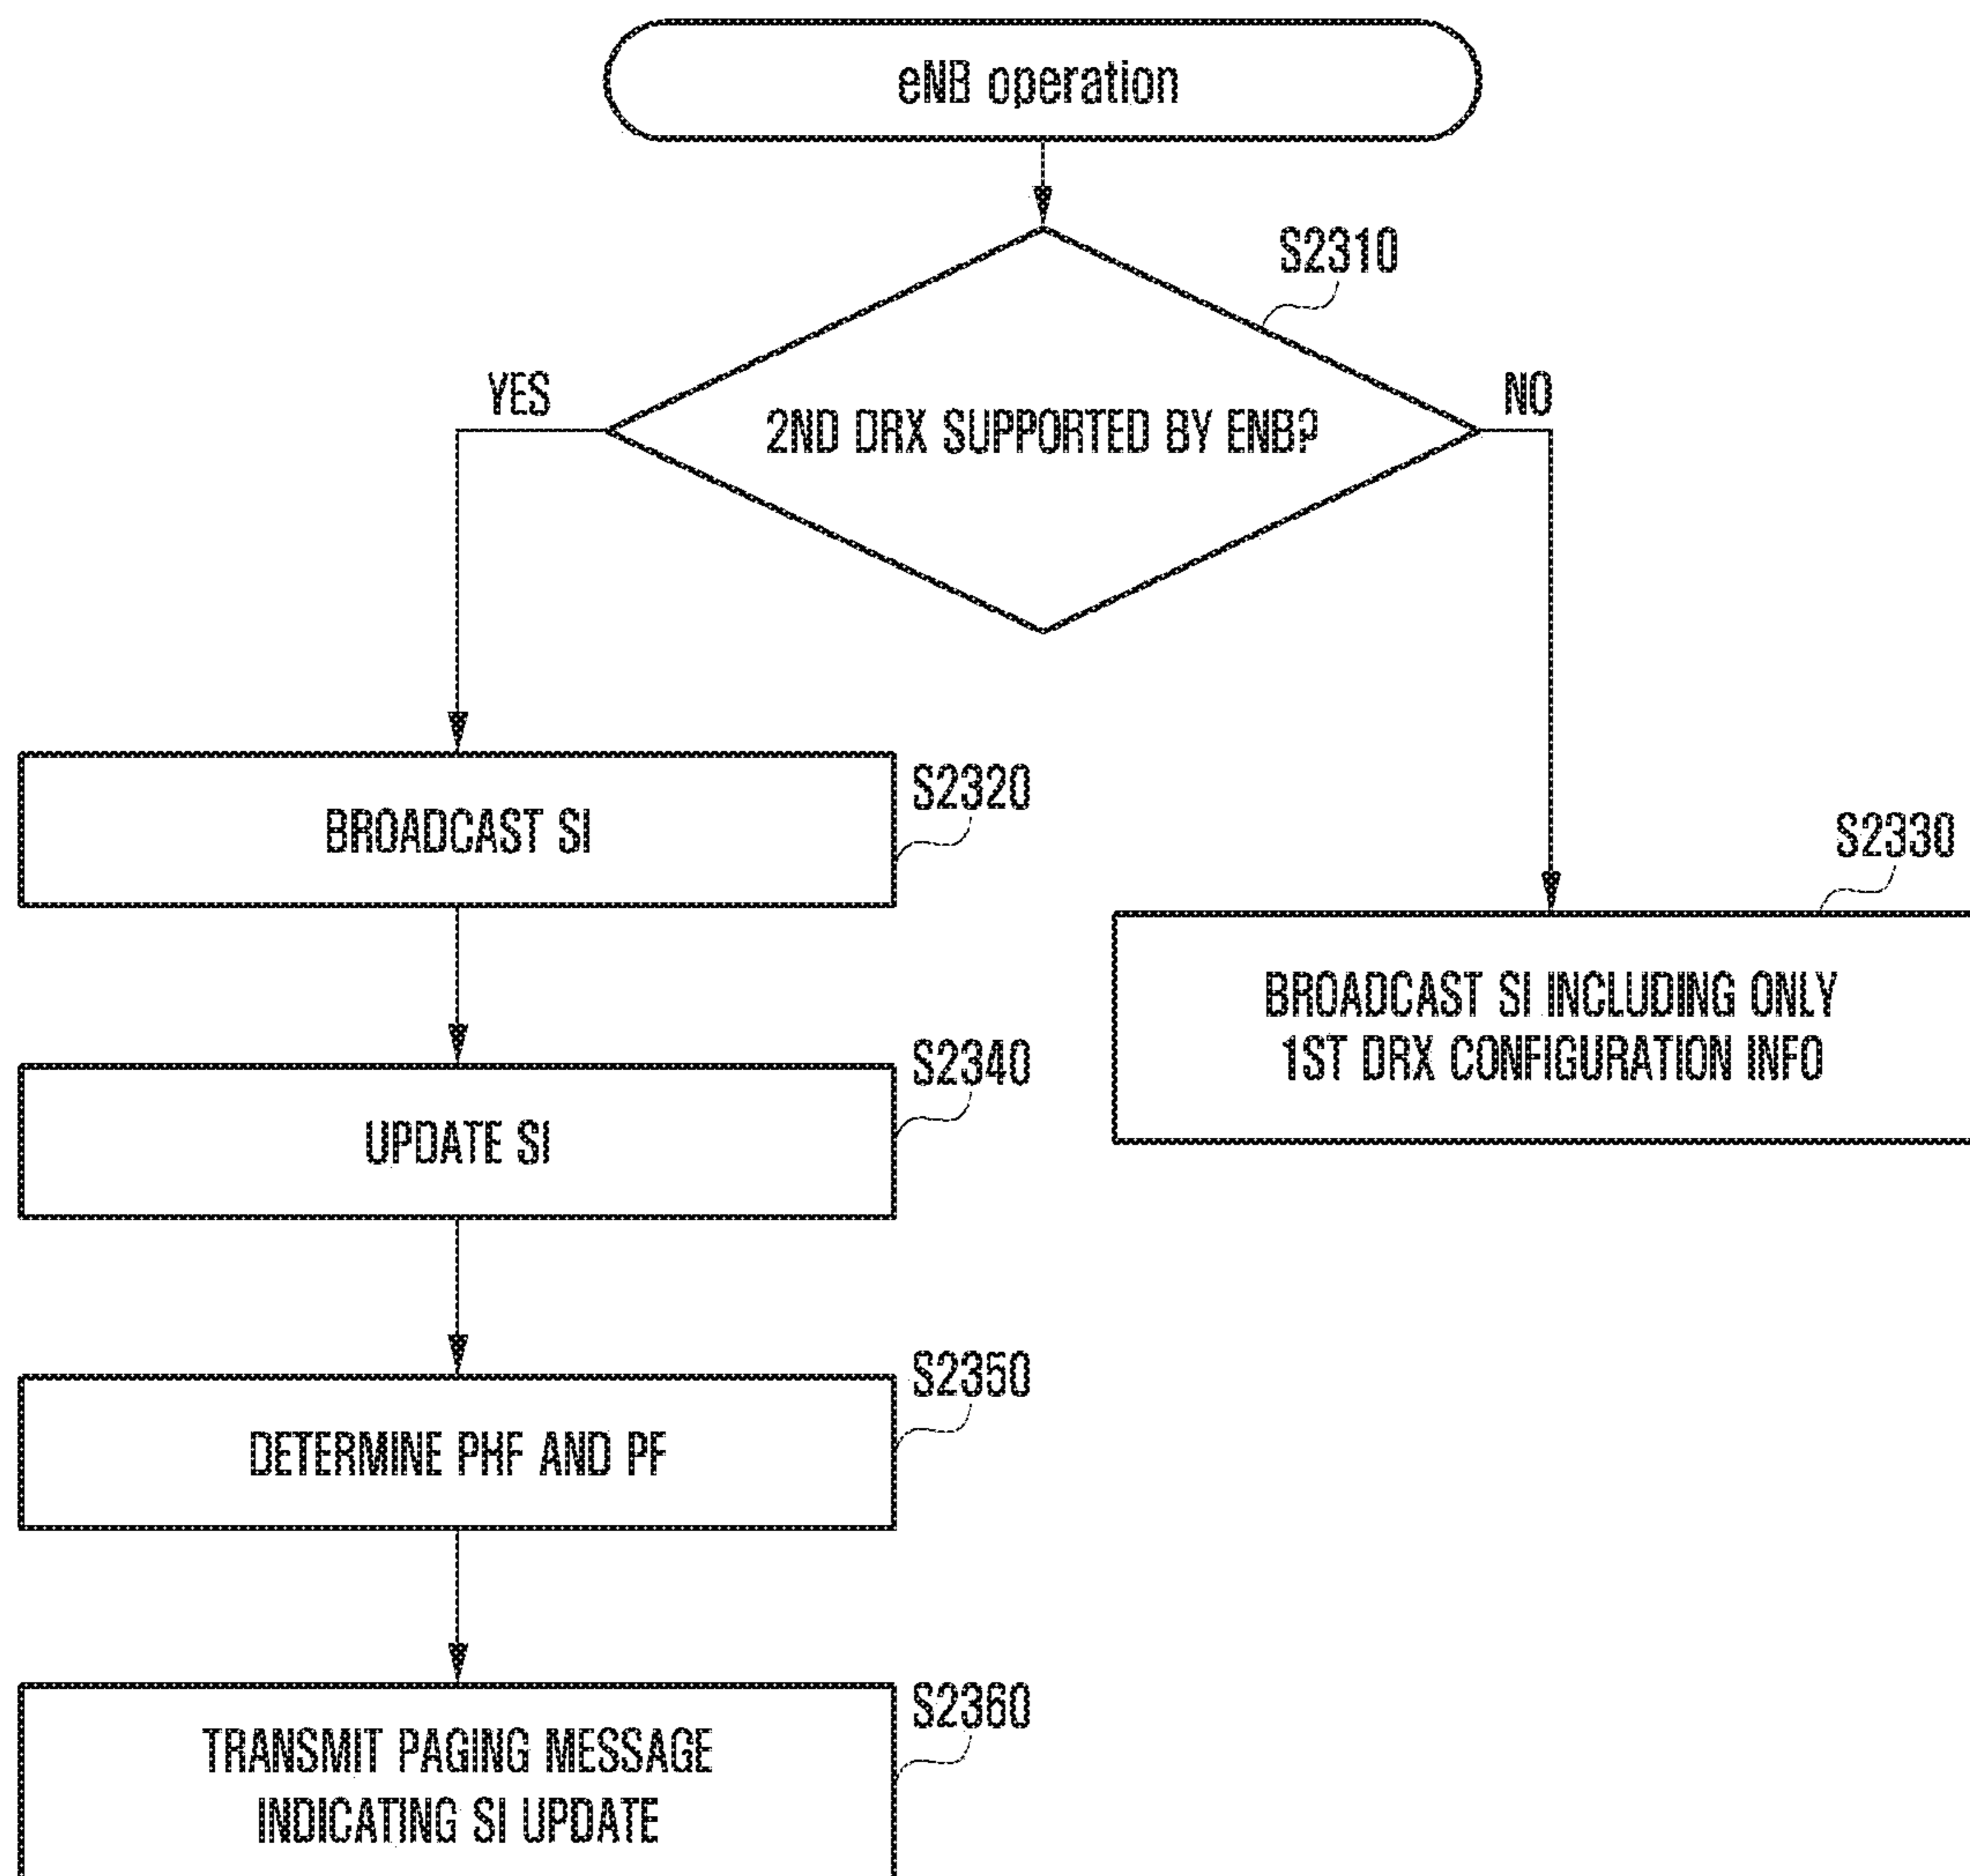 eNB operation
S2310
YES
NO
2ND DRX SUPPORTED BY ENB?
S2320
BROADCAST SI
S2330
BROADCAST SI INCLUDING ONLY
1ST DRX CONFIGURATION INFO
S2340
UPDATE SI
S2350
DETERMINE PHF AND PF
S2360
TRANSMIT PAGING MESSAGE
INDICATING SI UPDATE